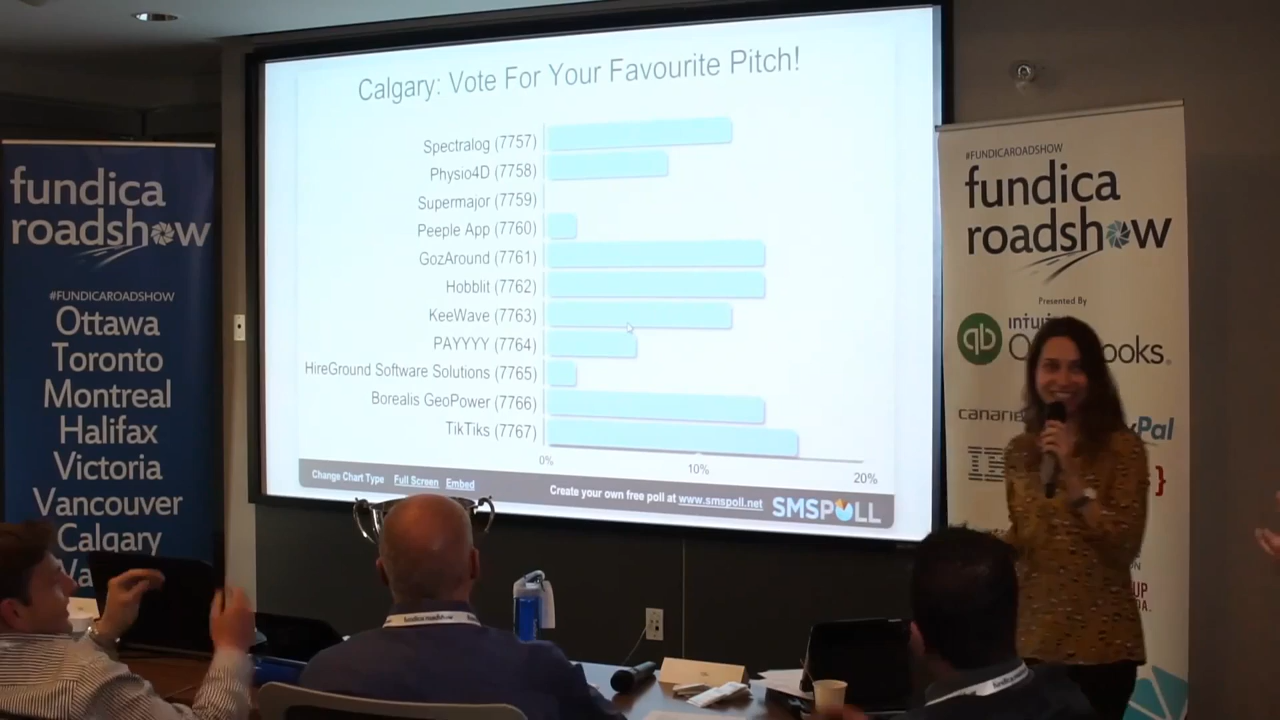 fundica
roadshow
#FUNDICAROADSHOW
Ottawa
Toronto
Montreal
Halifax
Victoria
Vancouver
Calgary
Calgary: Vote For Your Favourite Pitch!
Spectralog (7757)
Physio4D (7758)
Supermajor (7759)
Peeple App (7760)
GozAround (7761)
Hobblit (7762)
KeeWave (7763)
PAYYYY (7764)
HireGround Software Solutions (7765)
Borealis GeoPower (7766)
TikTiks (7767)
0% 10% 20%
Change Chart Type Full Screen Embed
Create your own free poll at www.smspoll.net SMSPOLL
#FUNDICAROADSHOW
fundica
roadshow
Presented By
qb
fundica roadshow